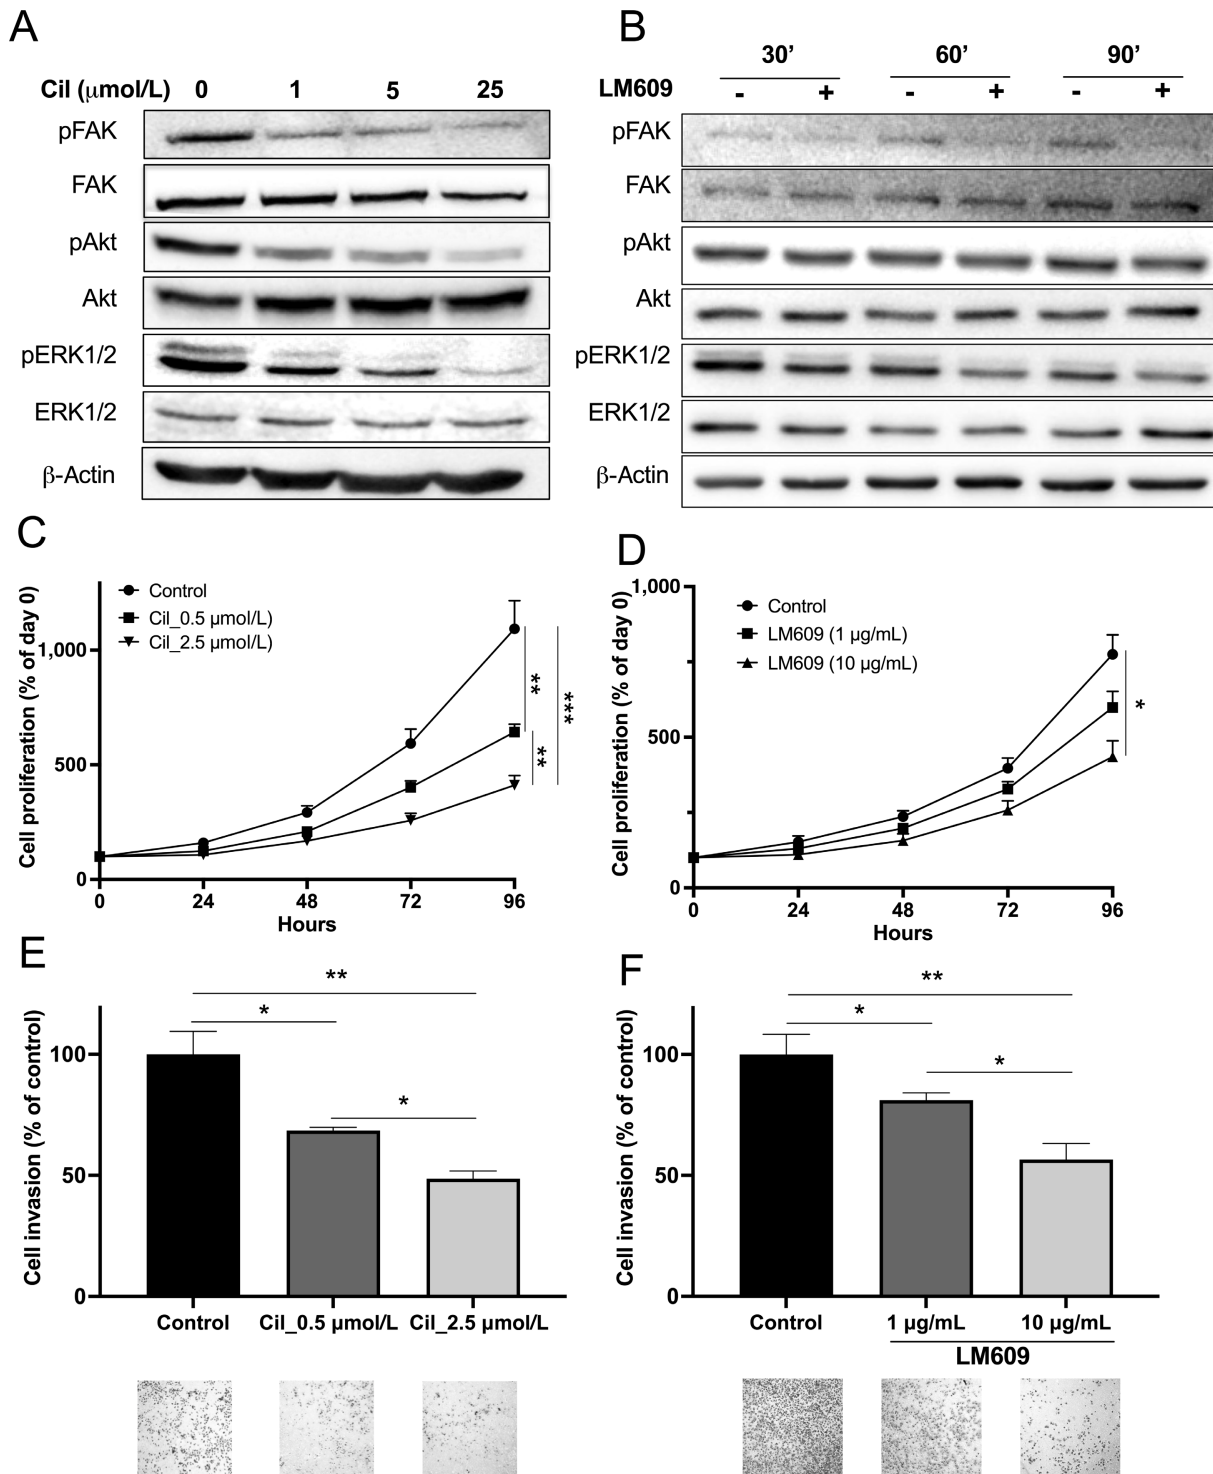 A
Cil (μmol/L) 0 1 5 25
pFAK
FAK
pAkt
Akt
pERK1/2
ERK1/2
β-Actin
B
30’ 60’ 90’
LM609 - + - + - +
pFAK
FAK
pAkt
Akt
pERK1/2
ERK1/2
β-Actin
C
Cell proliferation (% of day 0)
1,000
500
0
Control
Cil_0.5 µmol/L)
Cil_2.5 µmol/L)
**
**
***
0 24 48 72 96
Hours
D
Cell proliferation (% of day 0)
1,000
500
0
Control
LM609 (1 µg/mL)
LM609 (10 µg/mL)
*
0 24 48 72 96
Hours
E
Cell invasion (% of control)
100
50
0
**
*
*
Control Cil_0.5 µmol/L Cil_2.5 µmol/L
F
Cell invasion (% of control)
100
50
0
**
*
*
Control 1 µg/mL 10 µg/mL
LM609